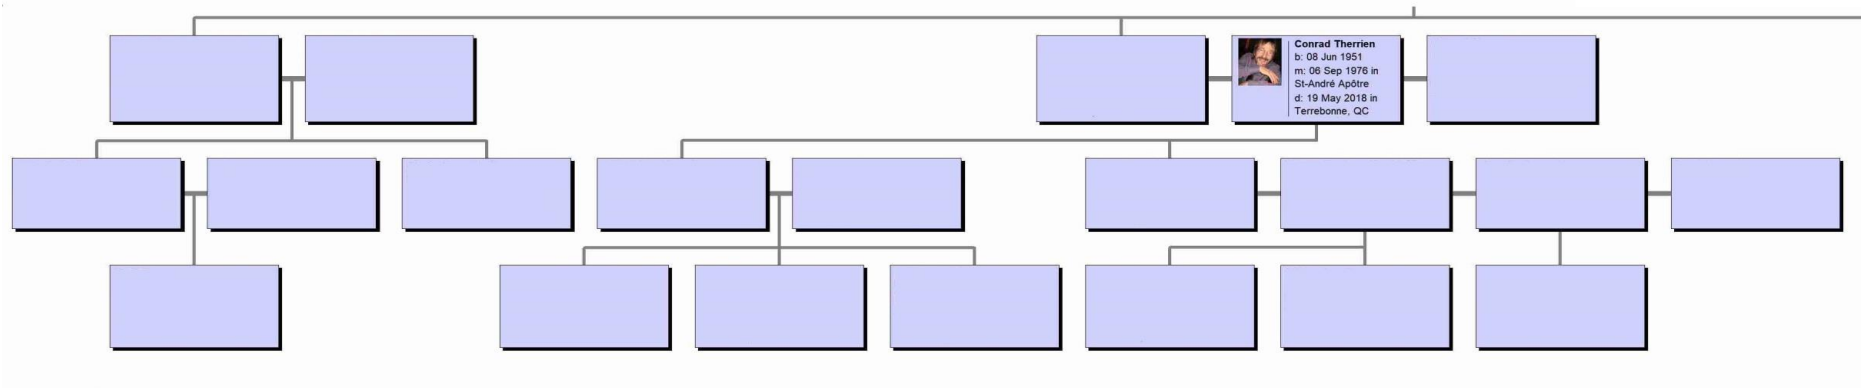 Conrad Therrien
b: 08 Jun 1951
m: 06 Sep 1976 in
St-André Apôtre
d: 19 May 2018 in
Terrebonne, QC